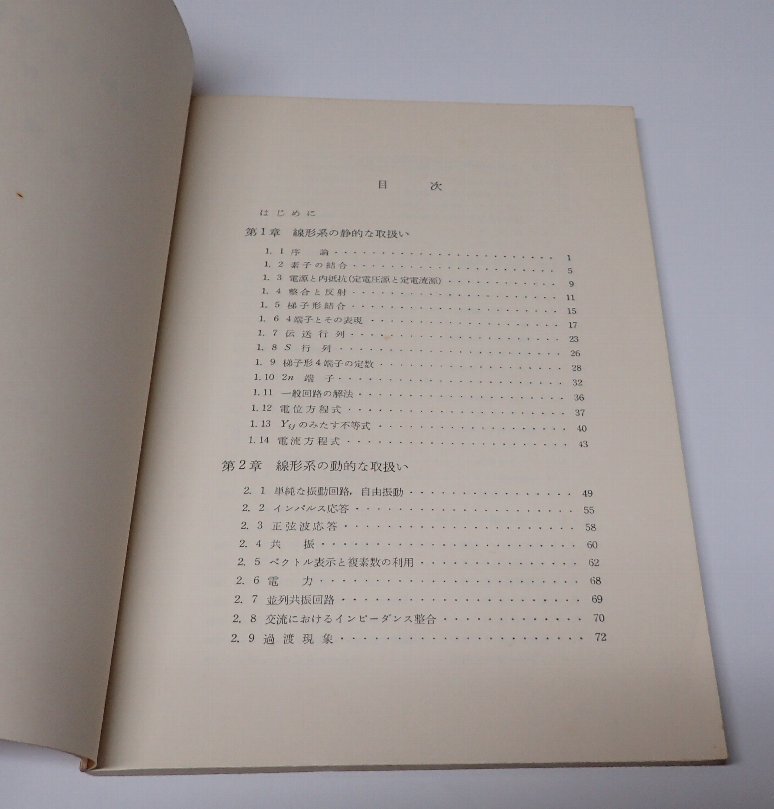 目 次
はじめに
第1章 線形系の静的な取扱い
1. 1 序 論 1
1. 2 素子の結合 5
1. 3 電源と内抵抗(定電圧源と定電流源) 9
1. 4 整合と反射 11
1. 5 梯子形結合 15
1. 6 4端子とその表現 17
1. 7 伝送行列 23
1. 8 S 行列 26
1. 9 梯子形4端子の定数 28
1.10 2n 端子 32
1.11 一般回路の解法 36
1.12 電位方程式 37
1.13 Yijのみたす不等式 40
1.14 電流方程式 43
第2章 線形系の動的な取扱い
2. 1 単純な振動回路,自由振動 49
2. 2 インパルス応答 55
2. 3 正弦波応答 58
2. 4 共 振 60
2. 5 ベクトル表示と複素数の利用 62
2. 6 電 力 68
2. 7 並列共振回路 69
2. 8 交流におけるインピーダンス整合 70
2. 9 過渡現象 72